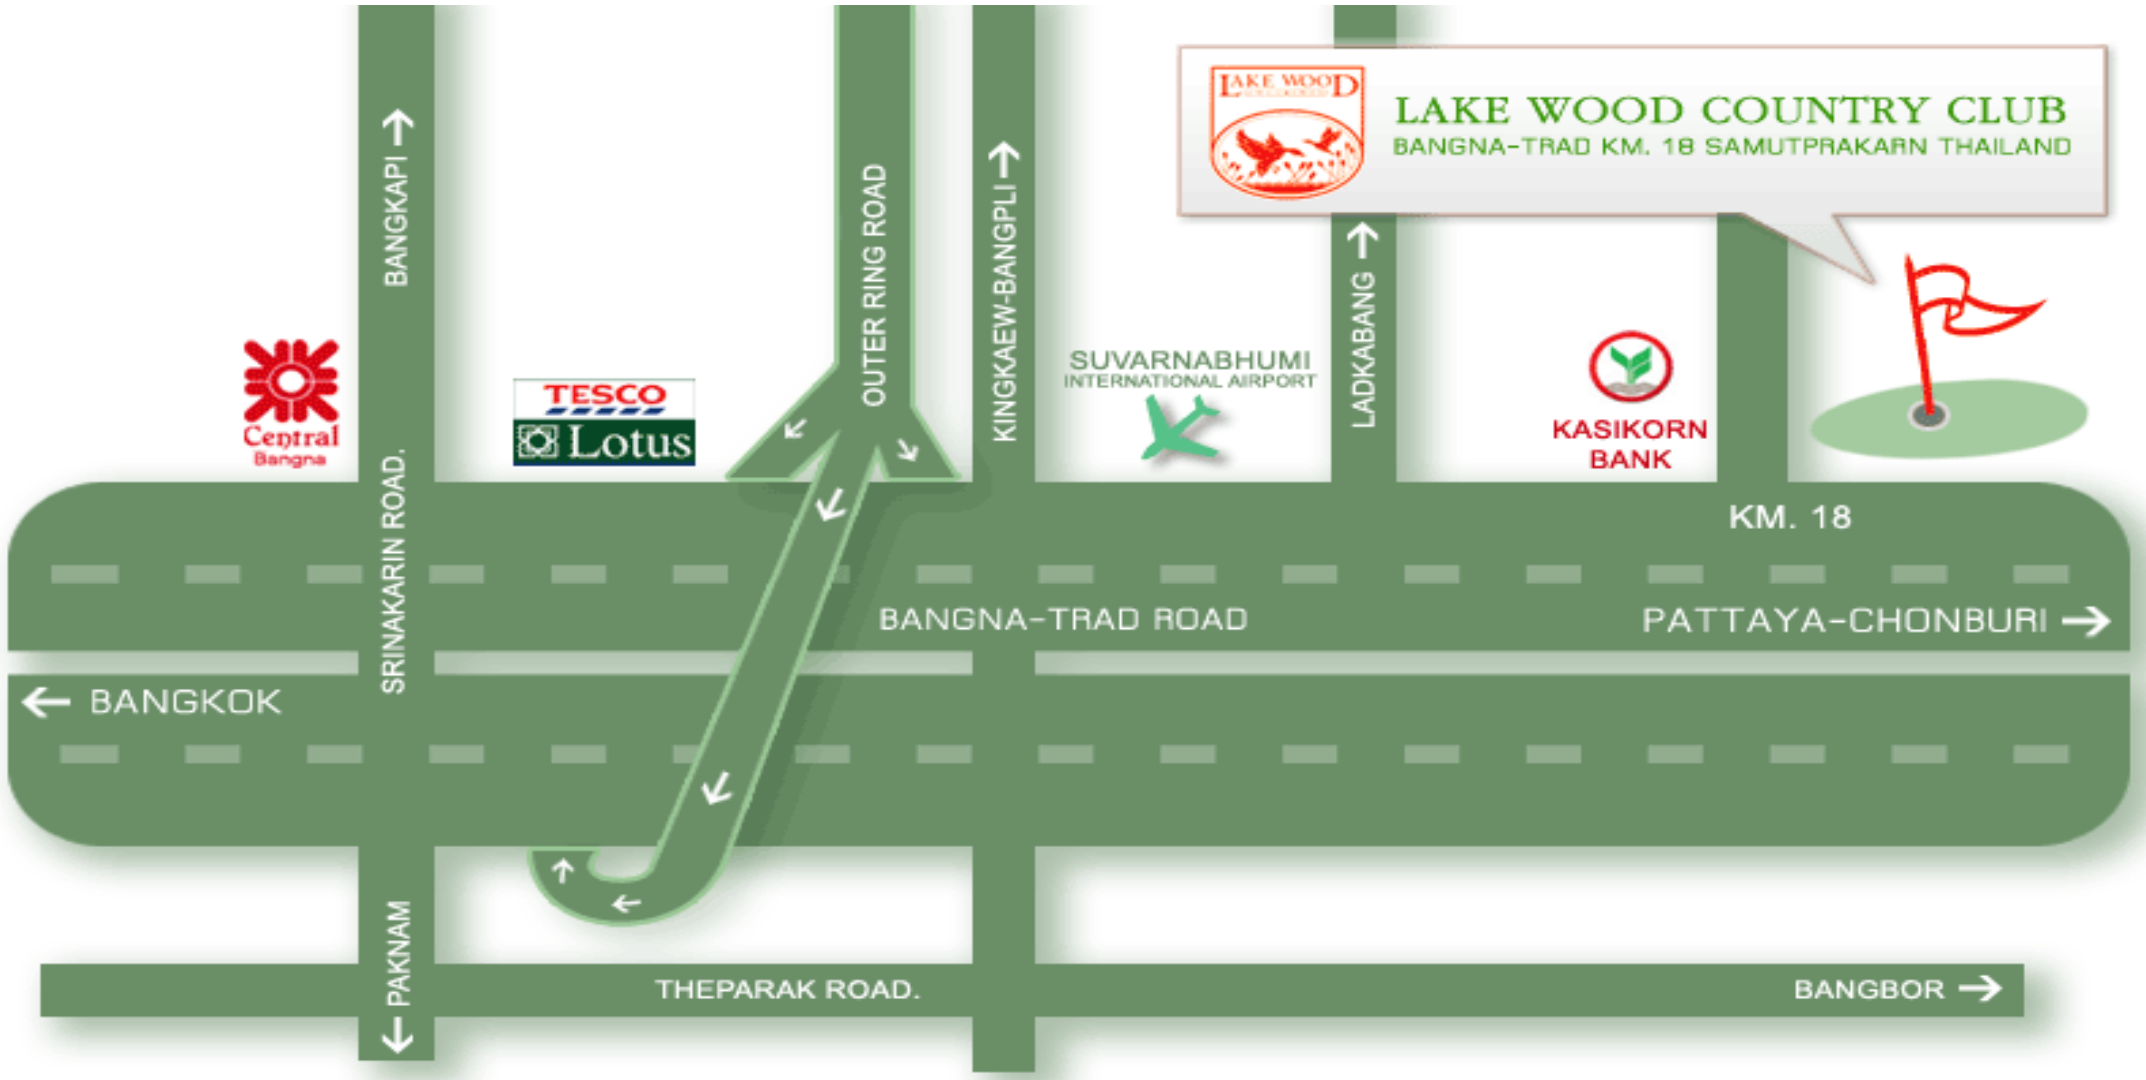 LAKE WOOD
LAKE WOOD COUNTRY CLUB
BANGNA-TRAD KM. 18 SAMUTPRAKARN THAILAND
BANGKAPI
OUTER RING ROAD
KINGKAEW-BANGPLI
LADKABANG
SUVARNABHUMI
INTERNATIONAL AIRPORT
Central
Bangna
TESCO
Lotus
KASIKORN
BANK
SRINAKARIN ROAD.
KM. 18
BANGNA-TRAD ROAD
PATTAYA-CHONBURI
BANGKOK
PAKNAM
THEPARAK ROAD.
BANGBOR